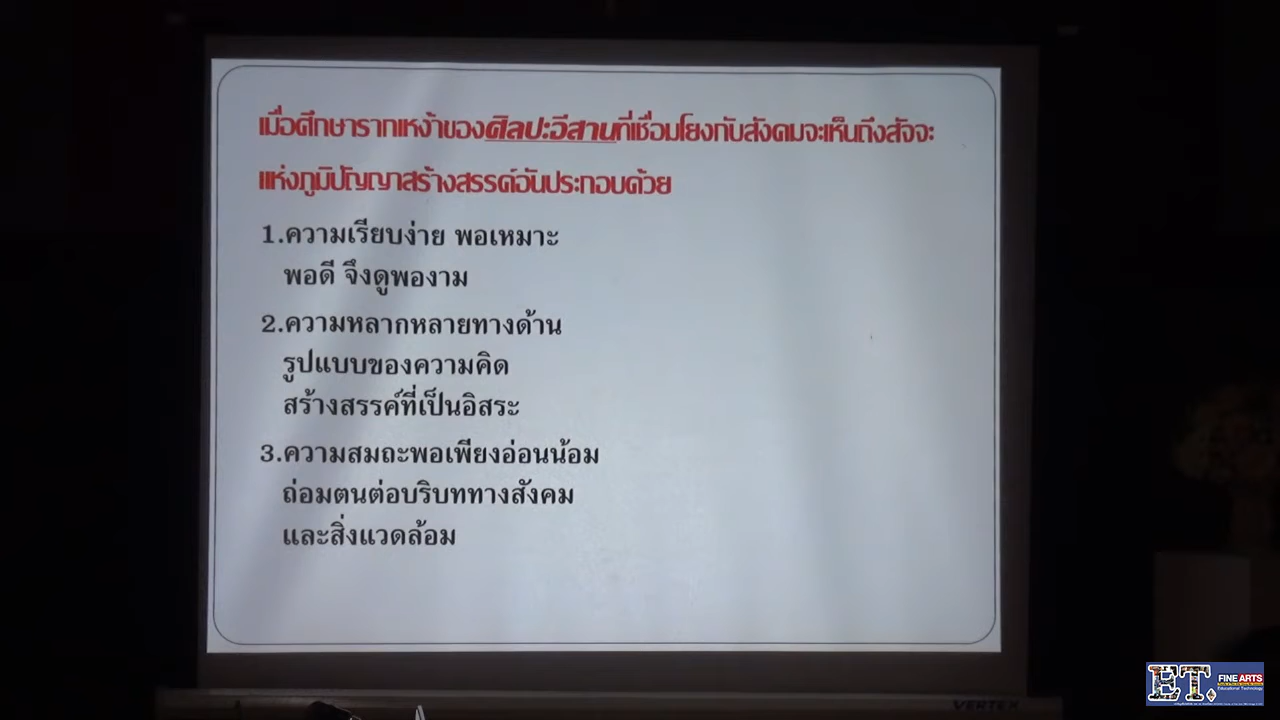 เมื่อศึกษารากเหง้าของศิลปะอีสานที่เชื่อมโยงกับสังคมจะเห็นถึงสัจจะ
แห่งภูมิปัญญาสร้างสรรค์อันประกอบด้วย
1.ความเรียบง่าย พอเหมาะ
พอดี จึงดูพองาม
2.ความหลากหลายทางด้าน
รูปแบบของความคิด
สร้างสรรค์ที่เป็นอิสระ
3.ความสมถะพอเพียงอ่อนน้อม
ถ่อมตนต่อบริบททางสังคม
และสิ่งแวดล้อม
VERTEX
ET.
FINE ARTS
Educational Technology